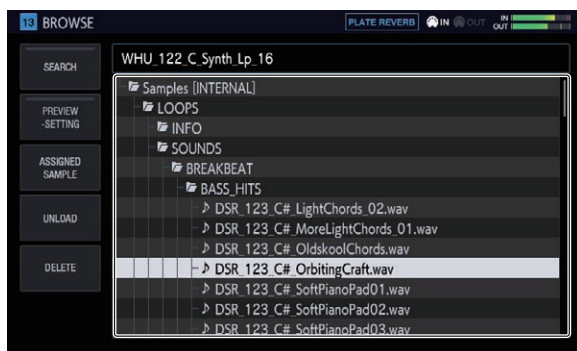 13 BROWSE
PLATE REVERB IN OUT IN
OUT
SEARCH
PREVIEW
-SETTING
ASSIGNED
SAMPLE
UNLOAD
DELETE
WHU_122_C_Synth_Lp_16
Samples [INTERNAL]
LOOPS
INFO
SOUNDS
BREAKBEAT
BASS_HITS
DSR_123_C#_LightChords_02.wav
DSR_123_C#_MoreLightChords_01.wav
DSR_123_C#_OldskoolChords.wav
DSR_123_C#_OrbitingCraft.wav
DSR_123_C#_SoftPianoPad01.wav
DSR_123_C#_SoftPianoPad02.wav
DSR_123_C#_SoftPianoPad03.wav